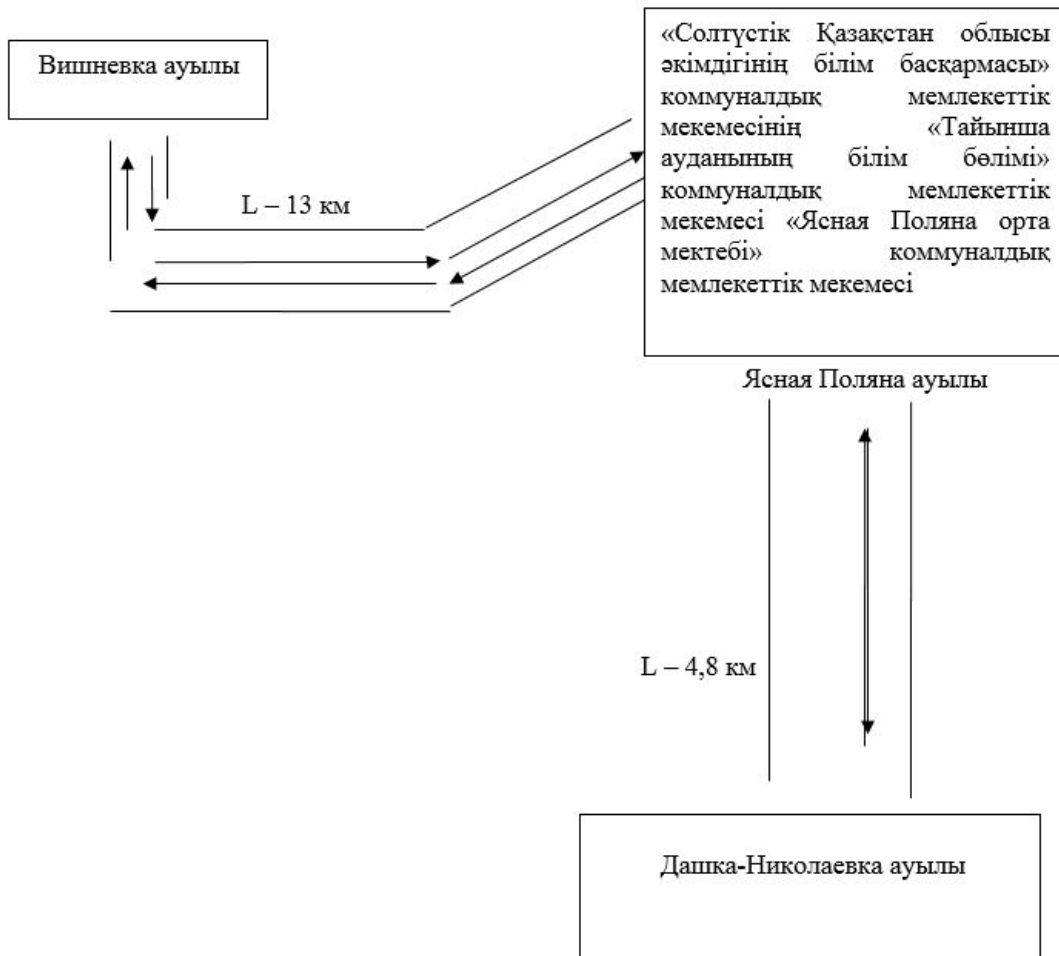 Вишневка ауылы
L – 13 км
«Солтүстік Қазақстан облысы
әкімдігінің білім басқармасы»
коммуналдық мемлекеттік
мекемесінің «Тайынша
ауданының білім бөлімі»
коммуналдық мемлекеттік
мекемесі «Ясная Поляна орта
мектебі» коммуналдық
мемлекеттік мекемесі
Ясная Поляна ауылы
L – 4,8 км
Дашка-Николаевка ауылы